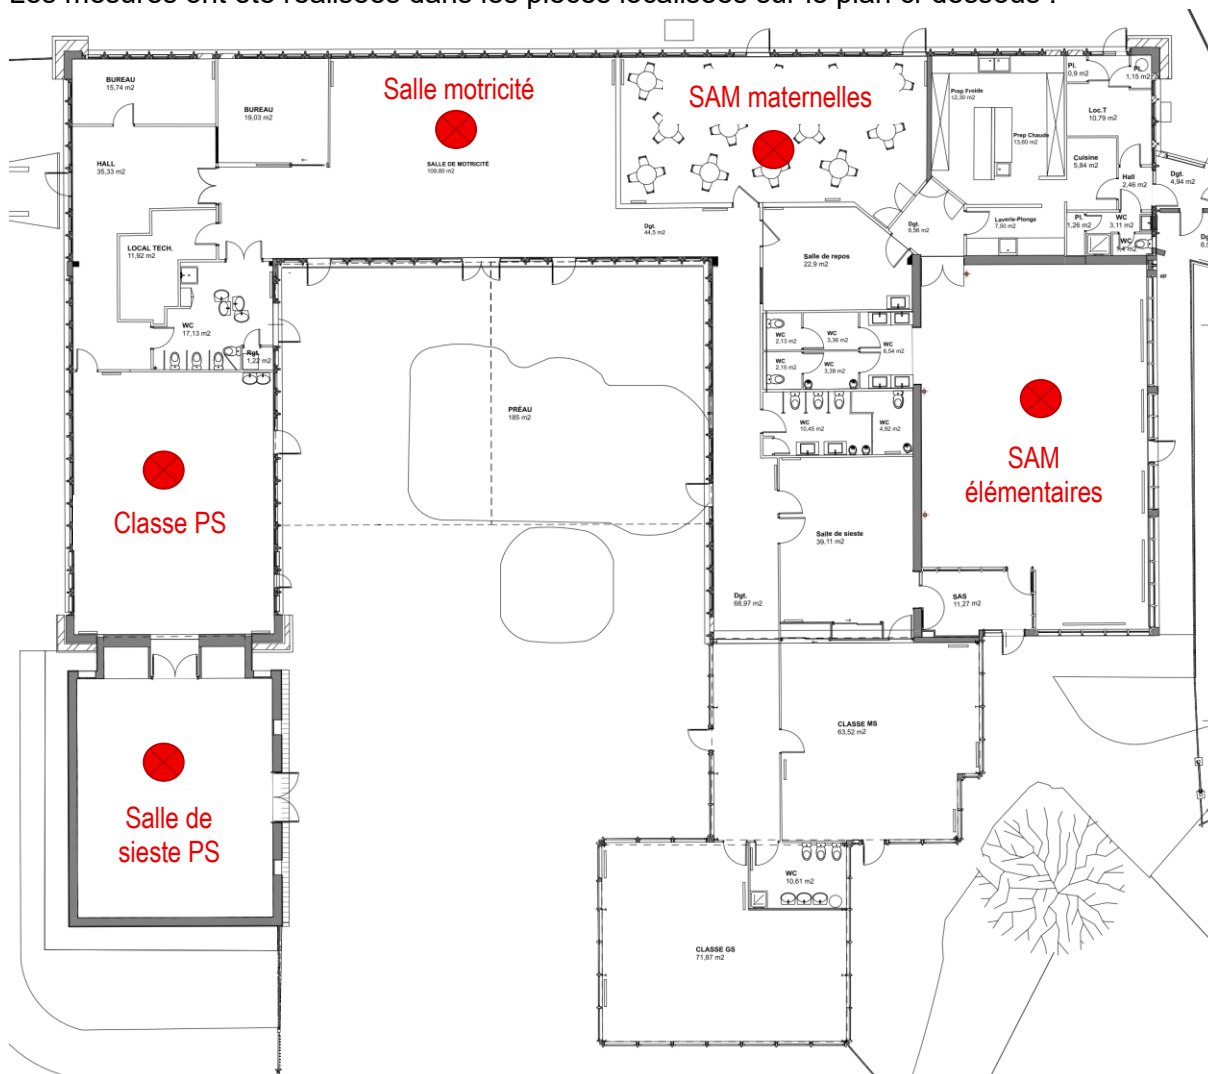 Les mesures ont été réalisées dans les pièces localisées sur le plan ci-dessous :
BUREAU
15,74 m2
BUREAU
19,03 m2
Salle motricité
SALLE DE MOTRICITÉ
109,80 m2
SAM maternelles
Prep Froide
12,30 m2
Prep Chaude
13,60 m2
Pl.
0,9 m2
Pl.
1,15 m2
Loc.T
10,79 m2
Cuisine
5,84 m2
Hall
2,46 m2
Dgt.
4,94 m2
HALL
35,33 m2
LOCAL TECH.
11,92 m2
Dgt.
44,5 m2
Dgt.
6,56 m2
Laverie-Plonge
7,50 m2
Pl.
1,26 m2
WC
3,11 m2
WC
Salle de repos
22,9 m2
WC
17,13 m2
Rgt.
1,22 m2
WC
2,13 m2
WC
3,36 m2
WC
6,54 m2
WC
2,15 m2
WC
3,39 m2
WC
10,45 m2
WC
4,92 m2
PRÉAU
185 m2
Classe PS
SAM
élémentaires
Salle de sieste
39,11 m2
Dgt.
68,97 m2
SAS
11,27 m2
CLASSE MS
63,52 m2
Salle de
sieste PS
WC
10,61 m2
CLASSE GS
71,87 m2